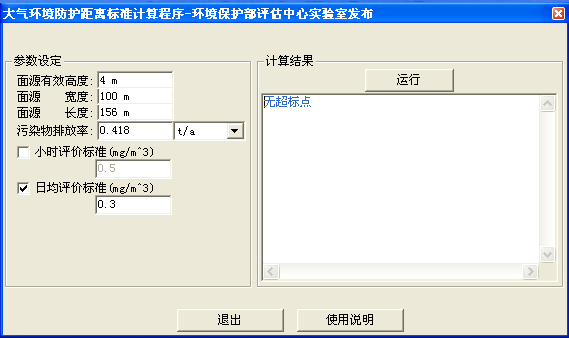 大气环境防护距离标准计算程序-环境保护部评估中心实验室发布
参数设定
面源有效高度: 4 m
面源 宽度: 100 m
面源 长度: 156 m
污染物排放率: 0.418 t/a
小时评价标准(mg/m^3)
0.5
日均评价标准(mg/m^3)
0.3
计算结果
运行
无超标点
退出 使用说明